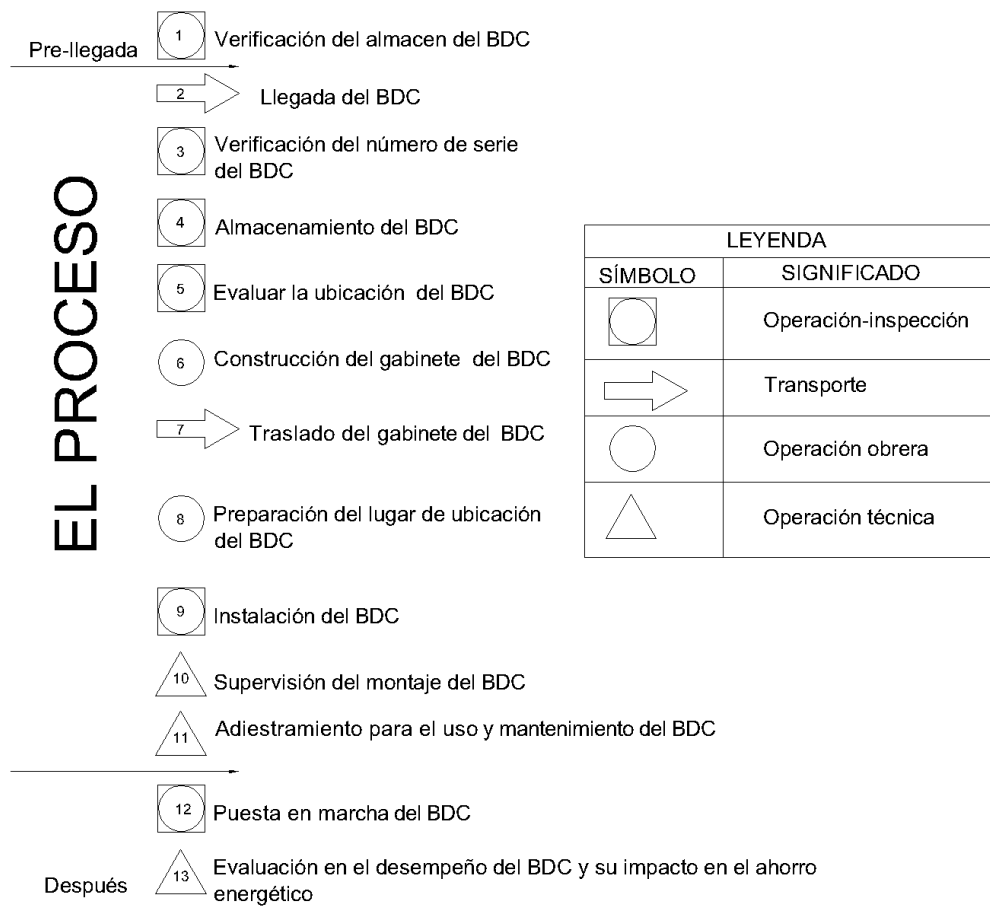 Pre-llegada
1
Verificación del almacen del BDC
2
Llegada del BDC
EL PROCESO
3
Verificación del número de serie
del BDC
4
Almacenamiento del BDC
5
Evaluar la ubicación del BDC
6
Construcción del gabinete del BDC
7
Traslado del gabinete del BDC
8
Preparación del lugar de ubicación
del BDC
9
Instalación del BDC
10
Supervisión del montaje del BDC
11
Adiestramiento para el uso y mantenimiento del BDC
Después
12
Puesta en marcha del BDC
13
Evaluación en el desempeño del BDC y su impacto en el ahorro
energético
LEYENDA
SÍMBOLO SIGNIFICADO
Operación-inspección
Transporte
Operación obrera
Operación técnica